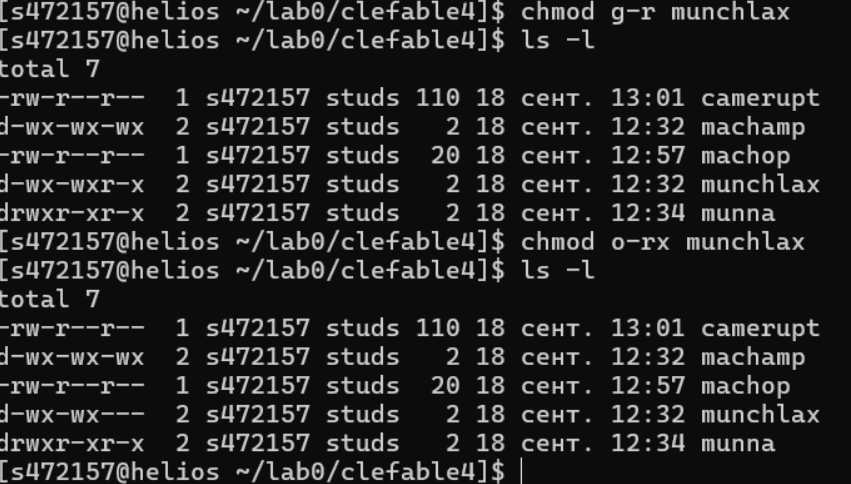 [s472157@helios ~/lab0/clefable4]$ chmod g-r munchlax
[s472157@helios ~/lab0/clefable4]$ ls -l
total 7
-rw-r--r--  1 s472157 studs 110 18 сент. 13:01 camerupt
d-wx-wx-wx  2 s472157 studs   2 18 сент. 12:32 machamp
-rw-r--r--  1 s472157 studs  20 18 сент. 12:57 machop
d-wx-wxr-x  2 s472157 studs   2 18 сент. 12:32 munchlax
drwxr-xr-x  2 s472157 studs   2 18 сент. 12:34 munna
[s472157@helios ~/lab0/clefable4]$ chmod o-rx munchlax
[s472157@helios ~/lab0/clefable4]$ ls -l
total 7
-rw-r--r--  1 s472157 studs 110 18 сент. 13:01 camerupt
d-wx-wx-wx  2 s472157 studs   2 18 сент. 12:32 machamp
-rw-r--r--  1 s472157 studs  20 18 сент. 12:57 machop
d-wx-wx---  2 s472157 studs   2 18 сент. 12:32 munchlax
drwxr-xr-x  2 s472157 studs   2 18 сент. 12:34 munna
[s472157@helios ~/lab0/clefable4]$